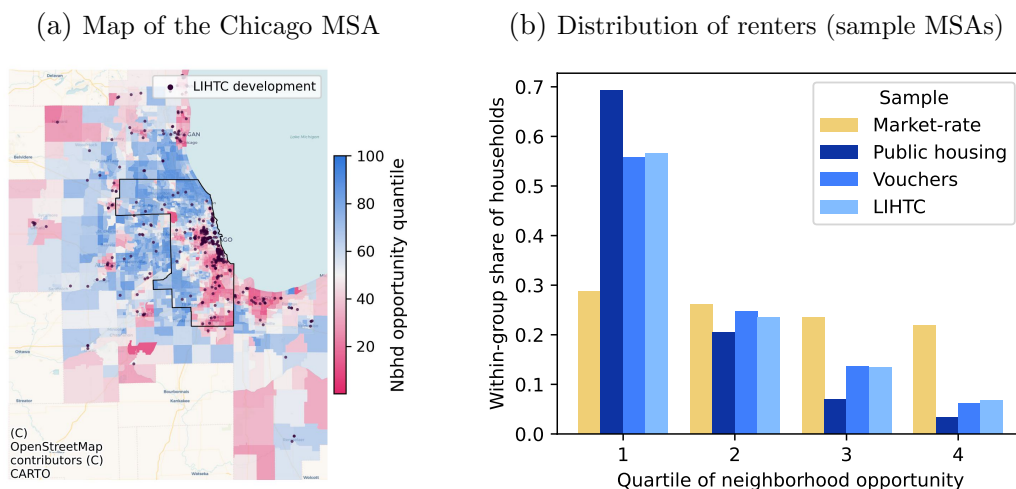 (a) Map of the Chicago MSA
LIHTC development
100
80
60
40
20
Nbhd opportunity quantile
(C)
OpenStreetMap
contributors (C)
CARTO
(b) Distribution of renters (sample MSAs)
Within-group share of households
0.7
0.6
0.5
0.4
0.3
0.2
0.1
0.0
Sample
Market-rate
Public housing
Vouchers
LIHTC
1 2 3 4
Quartile of neighborhood opportunity